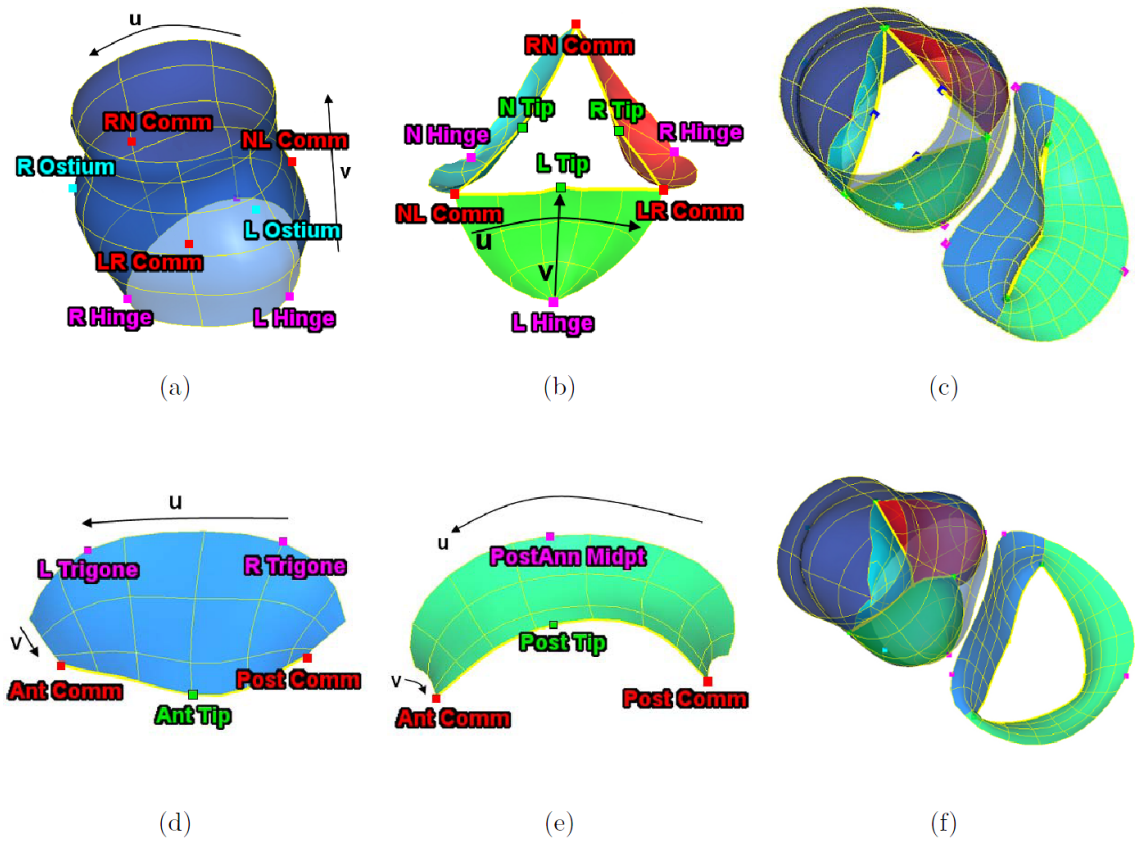 u
RN Comm
NL Comm
R Ostium
v
L Ostium
LR Comm
R Hinge
L Hinge
(a)
RN Comm
N Tip
R Tip
N Hinge
R Hinge
L Tip
NL Comm
LR Comm
u
v
L Hinge
(b)
(c)
u
L Trigone
R Trigone
v
Ant Comm
Post Comm
Ant Tip
(d)
u
PostAnn Midpt
Post Tip
v
Ant Comm
Post Comm
(e)
(f)